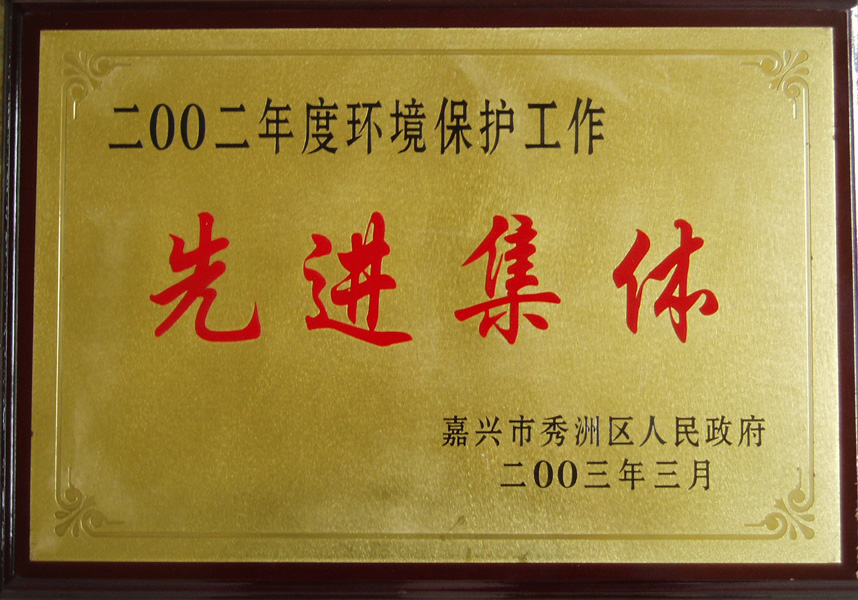 二00二年度环境保护工作
先进集体
嘉兴市秀洲区人民政府
二00三年三月